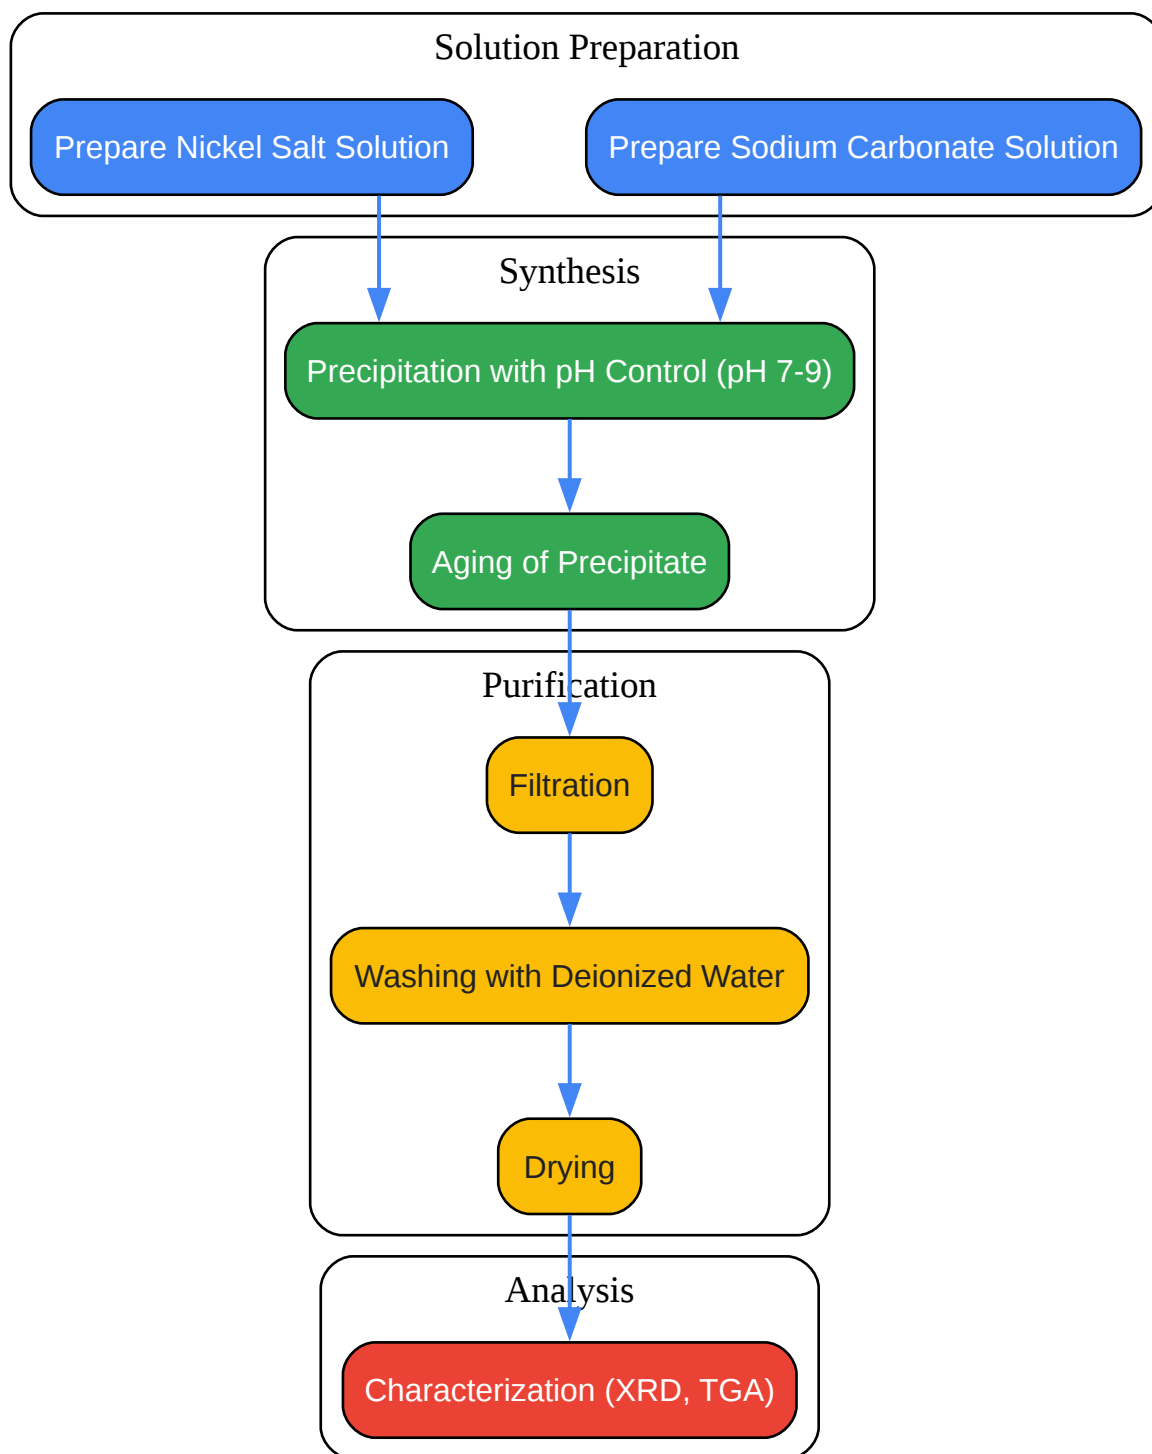 Solution Preparation
Prepare Nickel Salt Solution
Prepare Sodium Carbonate Solution
Synthesis
Precipitation with pH Control (pH 7-9)
Aging of Precipitate
Purification
Filtration
Washing with Deionized Water
Drying
Analysis
Characterization (XRD, TGA)